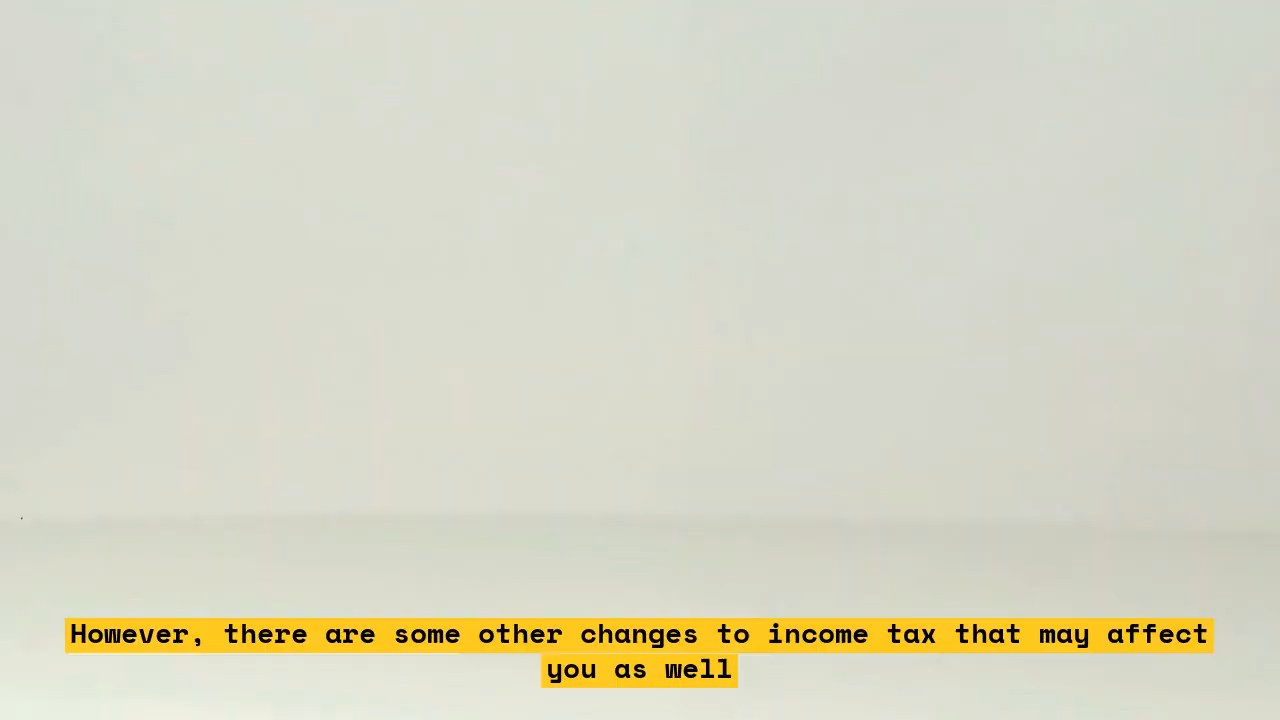 However, there are some other changes to income tax that may affect
you as well